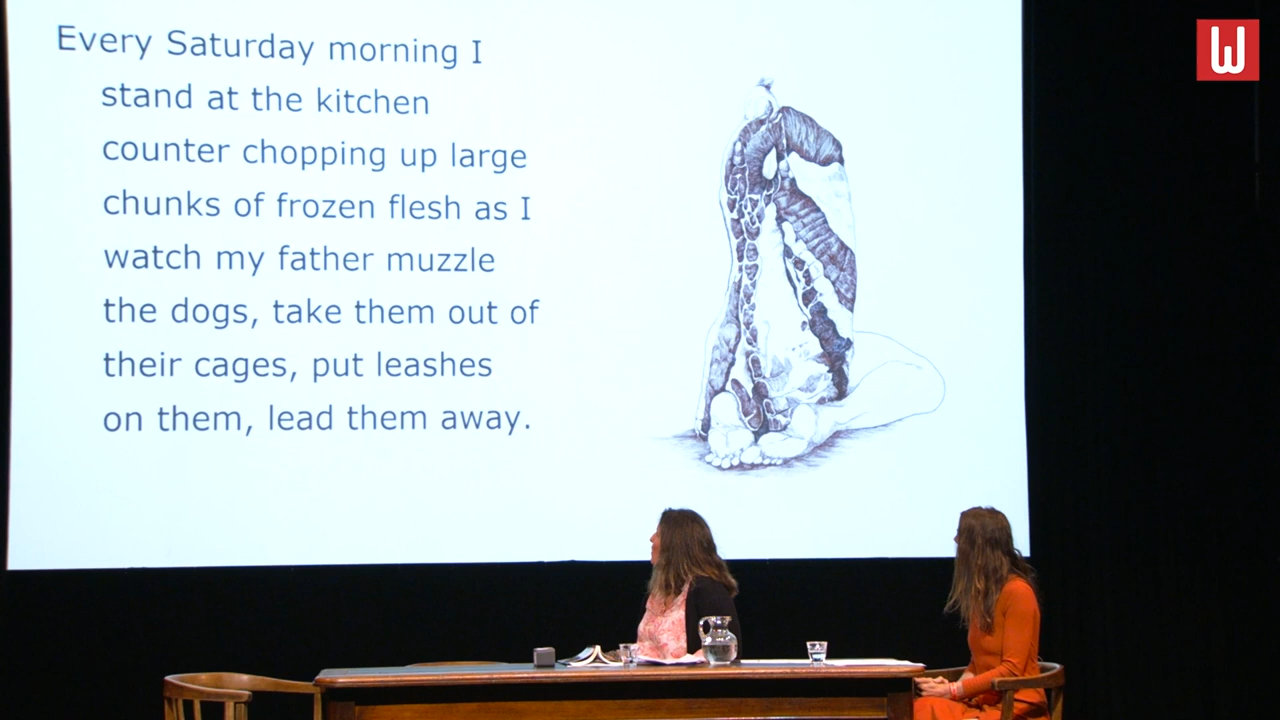 Every Saturday morning I
stand at the kitchen
counter chopping up large
chunks of frozen flesh as I
watch my father muzzle
the dogs, take them out of
their cages, put leashes
on them, lead them away.
W